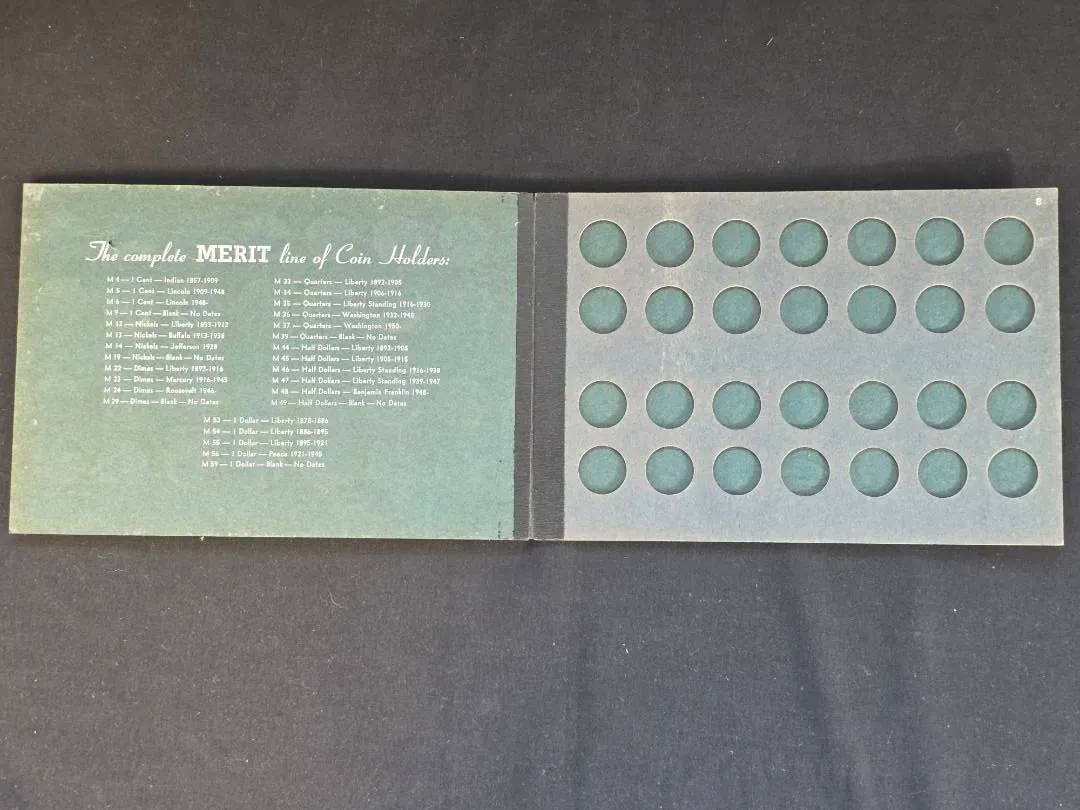 The complete MERIT line of Coin Holders:
M 4 — 1 Cent — Indian 1857-1909
M 5 — 1 Cent — Lincoln 1909-1948
M 6 — 1 Cent — Lincoln 1948-
M 9 — 1 Cent — Blank — No Dates
M 12 — Nickels — Liberty 1883-1912
M 13 — Nickels — Buffalo 1913-1938
M 14 — Nickels — Jefferson 1938
M 19 — Nickels — Blank — No Dates
M 22 — Dimes — Liberty 1892-1916
M 23 — Dimes — Mercury 1916-1945
M 24 — Dimes — Roosevelt 1946-
M 29 — Dimes — Blank — No Dates
M 33 — Quarters — Liberty 1892-1905
M 34 — Quarters — Liberty 1906-1916
M 35 — Quarters — Liberty Standing 1916-1930
M 36 — Quarters — Washington 1932-1948
M 37 — Quarters — Washington 1950-
M 39 — Quarters — Blank — No Dates
M 44 — Half Dollars — Liberty 1892-1905
M 45 — Half Dollars — Liberty 1905-1915
M 46 — Half Dollars — Liberty Standing 1916-1938
M 47 — Half Dollars — Liberty Standing 1939-1947
M 48 — Half Dollars — Benjamin Franklin 1948-
M 49 — Half Dollars — Blank — No Dates
M 53 — 1 Dollar — Liberty 1878-1886
M 54 — 1 Dollar — Liberty 1886-1895
M 55 — 1 Dollar — Liberty 1895-1921
M 56 — 1 Dollar — Peace 1921-1945
M 59 — 1 Dollar — Blank — No Dates
8